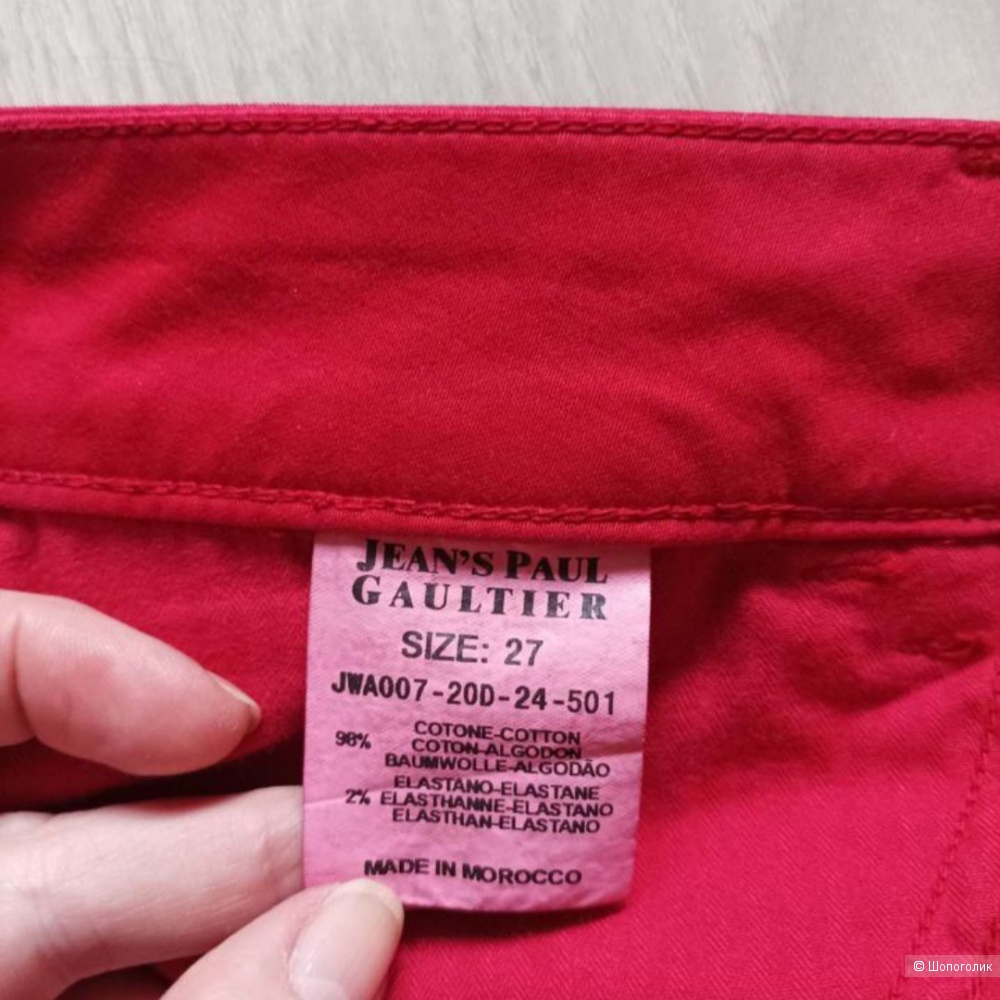 JEAN'S PAUL
GAULTIER
SIZE: 27
JWA007-20D-24-501
COTONE-COTTON
98% COTON-ALGODON
BAUMWOLLE-ALGODÃO
ELASTANO-ELASTANE
2% ELASTHANNE-ELASTANO
ELASTHAN-ELASTANO
MADE IN MOROCCO
© Шопоголик